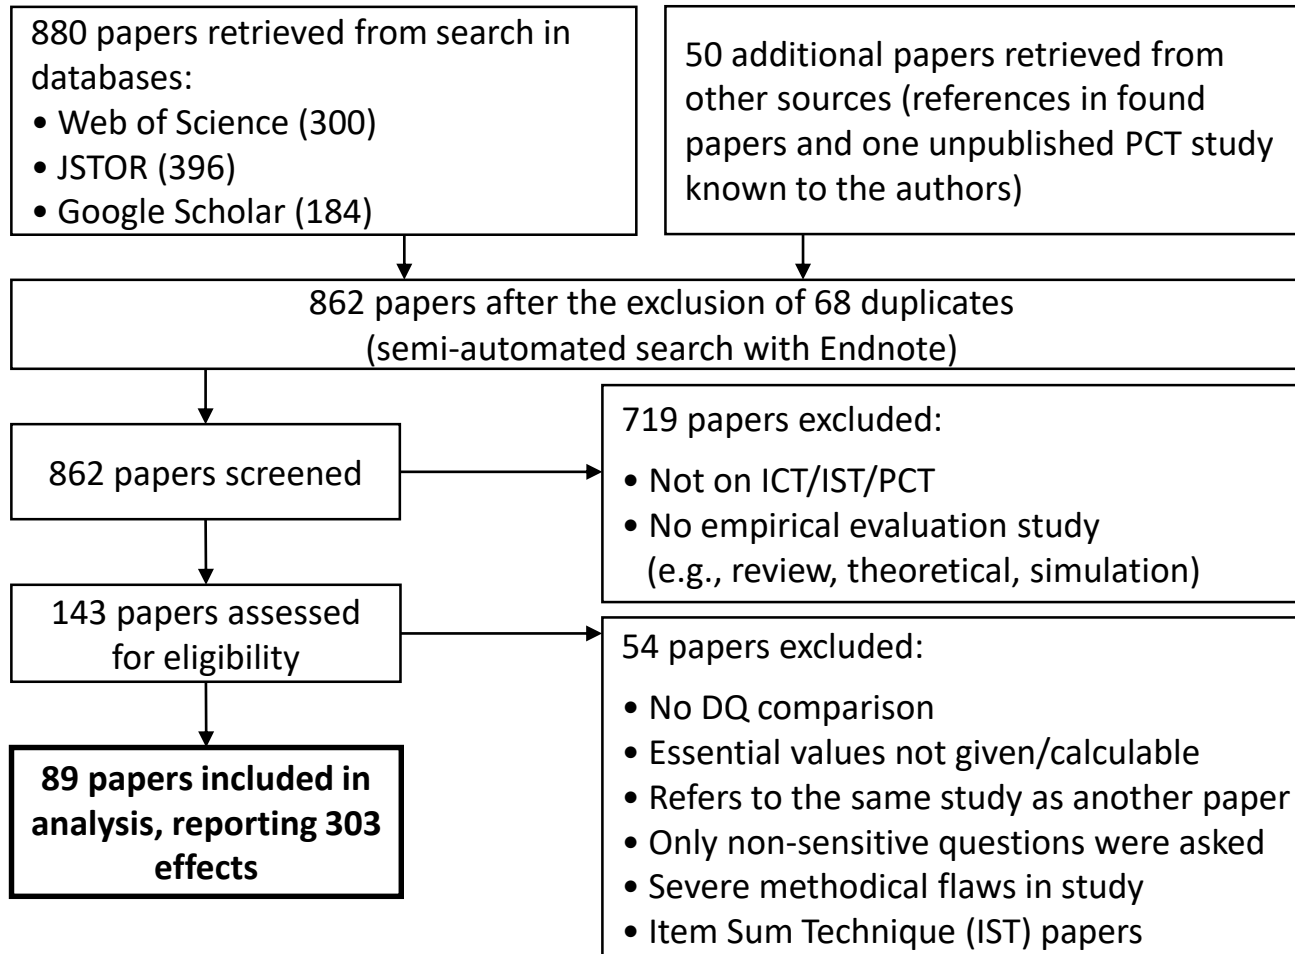 880 papers retrieved from search in
databases:
• Web of Science (300)
• JSTOR (396)
• Google Scholar (184)
50 additional papers retrieved from
other sources (references in found
papers and one unpublished PCT study
known to the authors)
862 papers after the exclusion of 68 duplicates
(semi-automated search with Endnote)
862 papers screened
719 papers excluded:
• Not on ICT/IST/PCT
• No empirical evaluation study
(e.g., review, theoretical, simulation)
143 papers assessed
for eligibility
54 papers excluded:
• No DQ comparison
• Essential values not given/calculable
• Refers to the same study as another paper
• Only non-sensitive questions were asked
• Severe methodical flaws in study
• Item Sum Technique (IST) papers
89 papers included in
analysis, reporting 303
effects